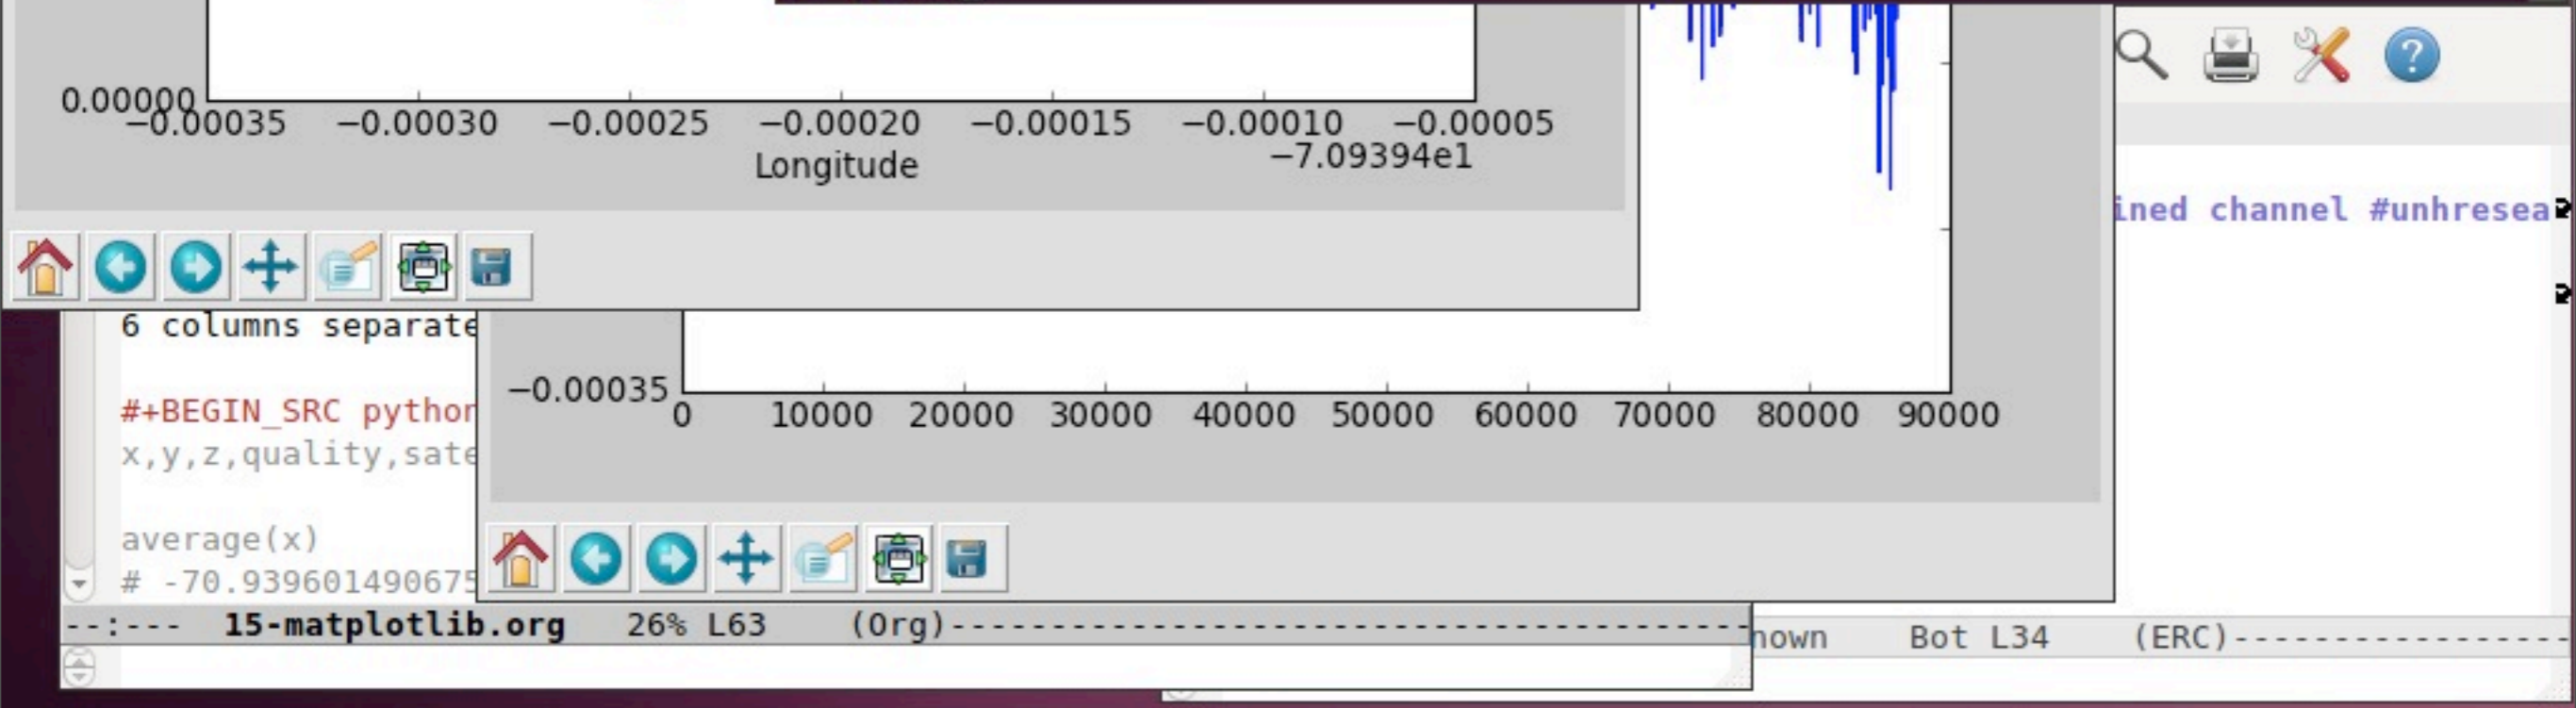 0.00000
−0.00035 −0.00030 −0.00025 −0.00020 −0.00015 −0.00010 −0.00005
−7.09394e1
Longitude
ined channel #unhresea
6 columns separate
−0.00035
0 10000 20000 30000 40000 50000 60000 70000 80000 90000
#+BEGIN_SRC python
x,y,z,quality,sate
average(x)
# -70.939601490675
--:--- 15-matplotlib.org 26% L63 (Org)----------------------------------------
nown Bot L34 (ERC)-----------------